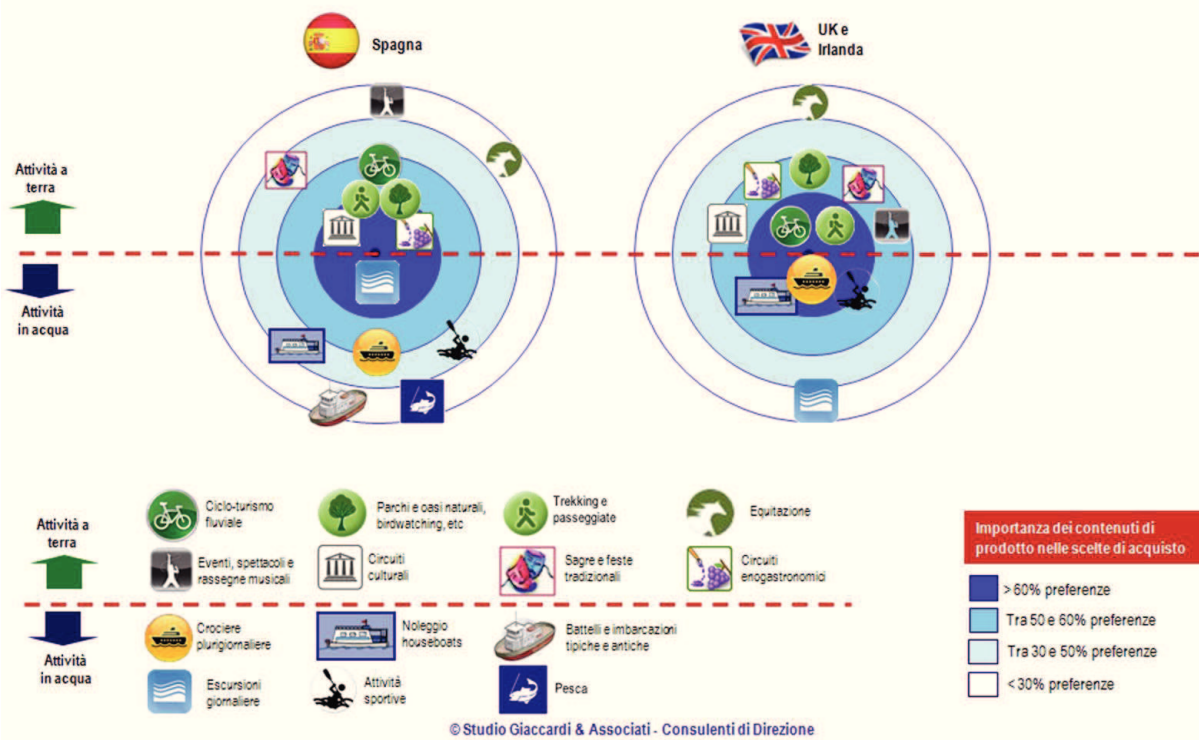 Spagna
UK e
Irlanda
Attività a
terra
Attività
in acqua
Attività a
terra
Attività
in acqua
Ciclo-turismo
fluviale
Parchi e oasi naturali,
birdwatching, etc
Trekking e
passeggiate
Equitazione
Eventi, spettacoli e
rassegne musicali
Circuiti
culturali
Sagre e feste
tradizionali
Circuiti
enogastronomici
Crociere
plurigiornaliere
Noleggio
houseboats
Battelli e imbarcazioni
tipiche e antiche
Escursioni
giornaliere
Attività
sportive
Pesca
Importanza dei contenuti di
prodotto nelle scelte di acquisto
> 60% preferenze
Tra 50 e 60% preferenze
Tra 30 e 50% preferenze
< 30% preferenze
© Studio Giaccardi & Associati - Consulenti di Direzione